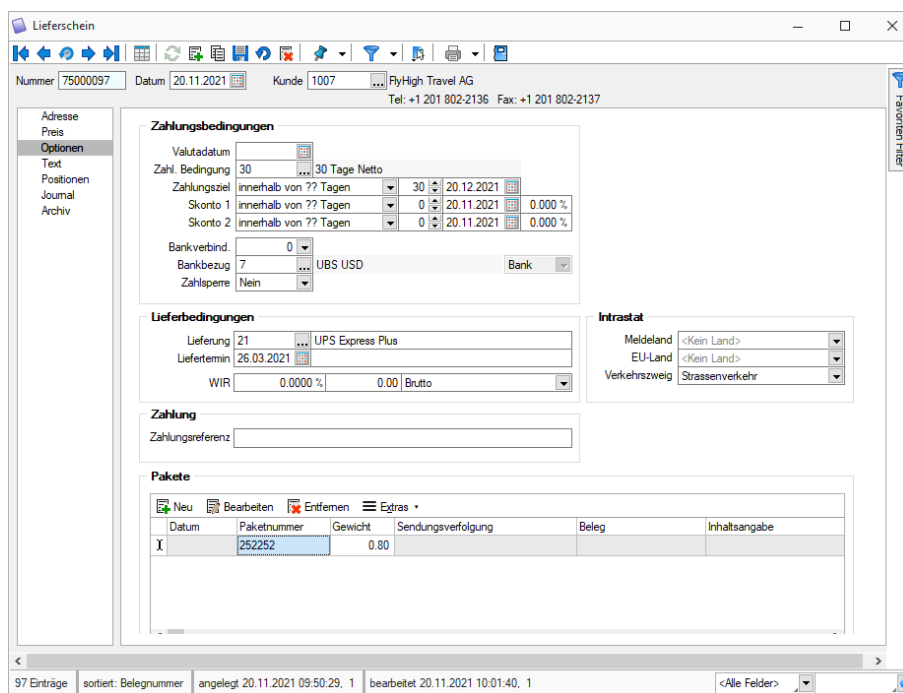 Lieferschein
Nummer 75000097 Datum 20.11.2021 Kunde 1007 ... FlyHigh Travel AG
Tel: +1 201 802-2136 Fax: +1 201 802-2137
Favoriten Filter
Adresse
Preis
Optionen
Text
Positionen
Journal
Archiv
Zahlungsbedingungen
Valutadatum
Zahl. Bedingung 30 ... 30 Tage Netto
Zahlungsziel innerhalb von ?? Tagen 30 20.12.2021
Skonto 1 innerhalb von ?? Tagen 0 20.11.2021 0.000 %
Skonto 2 innerhalb von ?? Tagen 0 20.11.2021 0.000 %
Bankverbind. 0
Bankbezug 7 ... UBS USD Bank
Zahlsperre Nein
Lieferbedingungen
Lieferung 21 ... UPS Express Plus
Liefertermin 26.03.2021
WIR 0.0000 % 0.00 Brutto
Intrastat
Meldeland <Kein Land>
EU-Land <Kein Land>
Verkehrszweig Strassenverkehr
Zahlung
Zahlungsreferenz
Pakete
Neu Bearbeiten Entfernen Extras
Datum Paketnummer Gewicht Sendungsverfolgung Beleg Inhaltsangabe
252252 0.80
97 Einträge sortiert: Belegnummer angelegt 20.11.2021 09:50:29, 1 bearbeitet 20.11.2021 10:01:40, 1 <Alle Felder>